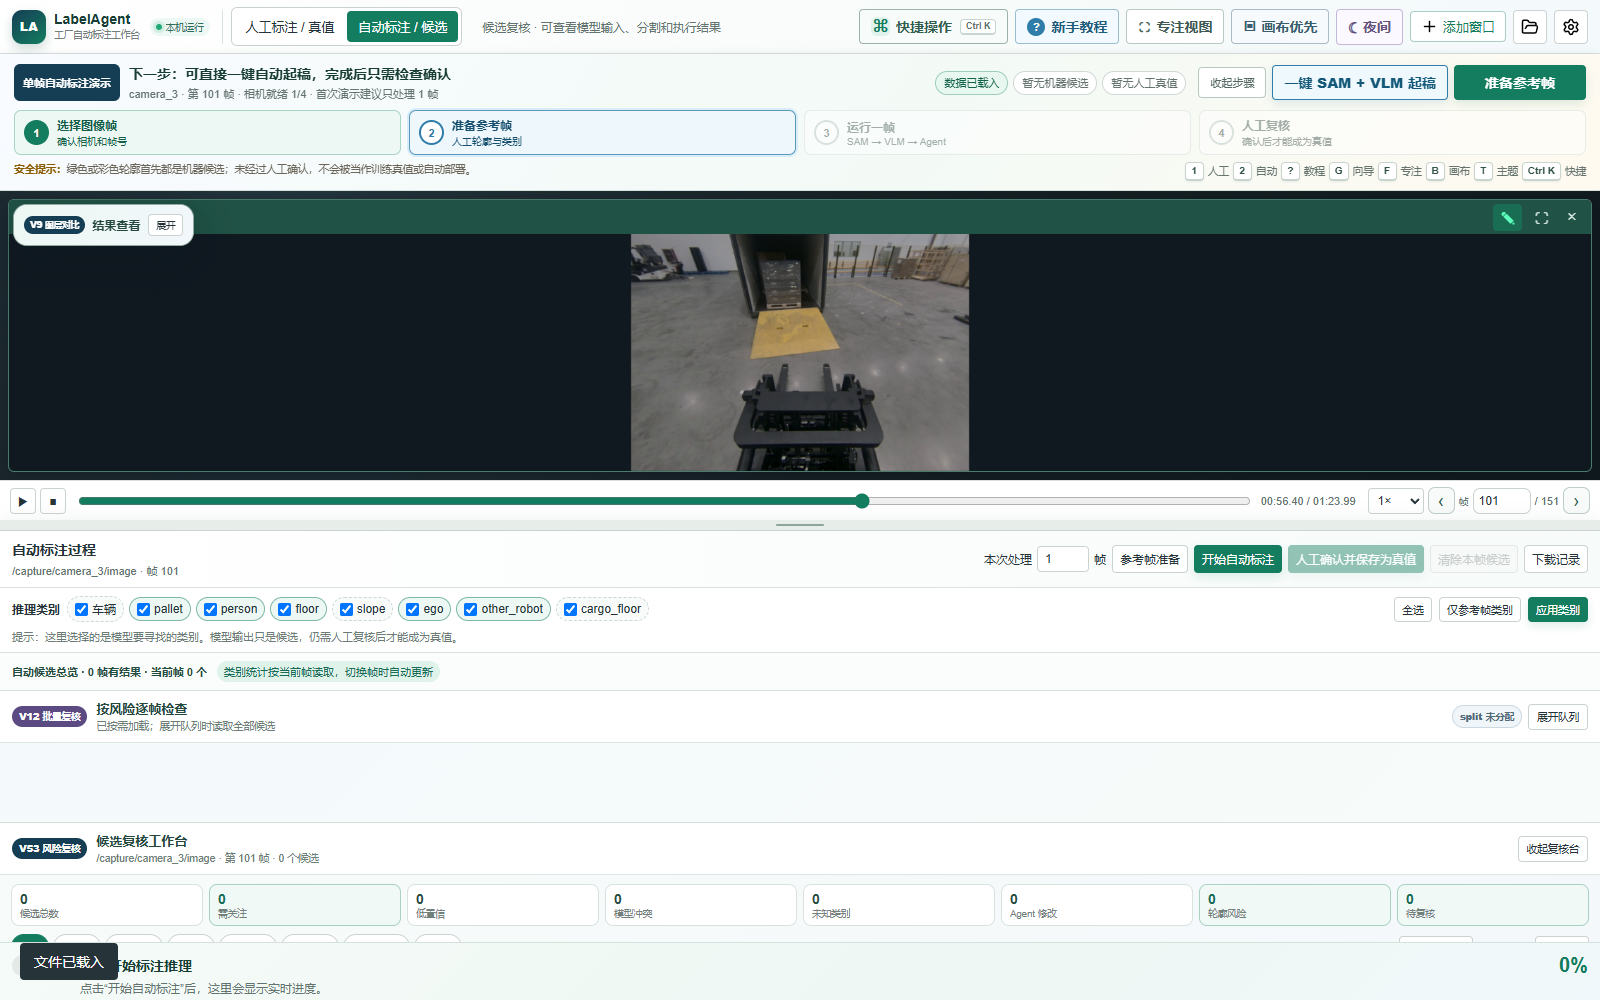 LA LabelAgent 工厂自动标注工作台 本机运行 人工标注 / 真值 自动标注 / 候选 候选复核 · 可查看模型输入、分割和执行结果 ⌘ 快捷操作 Ctrl K ? 新手教程 专注视图 画布优先 夜间 + 添加窗口
单帧自动标注演示 下一步：可直接一键自动起稿，完成后只需检查确认
camera_3 · 第 101 帧 · 相机就绪 1/4 · 首次演示建议只处理 1 帧
数据已载入 暂无机器候选 暂无人工真值 收起步骤 一键 SAM + VLM 起稿 准备参考帧
1 选择图像帧 确认相机和帧号
2 准备参考帧 人工轮廓与类别
3 运行一帧 SAM → VLM → Agent
4 人工复核 确认后才能成为真值
安全提示：绿色或彩色轮廓首先都是机器候选；未经过人工确认，不会被当作训练真值或自动部署。
1 人工 2 自动 ? 教程 G 向导 F 专注 B 画布 T 主题 Ctrl K 快捷
V9 图层对比 结果查看 展开
00:56.40 / 01:23.99 1× 帧 101 / 151
自动标注过程
/capture/camera_3/image · 帧 101
本次处理 1 帧 参考帧准备 开始自动标注 人工确认并保存为真值 清除本帧候选 下载记录
推理类别 车辆 pallet person floor slope ego other_robot cargo_floor 全选 仅参考帧类别 应用类别
提示：这里选择的是模型要寻找的类别。模型输出只是候选，仍需人工复核后才能成为真值。
自动候选总览 · 0 帧有结果 · 当前帧 0 个 类别统计按当前帧读取，切换帧时自动更新
V12 批量复核 按风险逐帧检查
已按需加载；展开队列时读取全部候选
split 未分配 展开队列
V53 风险复核 候选复核工作台
/capture/camera_3/image · 第 101 帧 · 0 个候选
收起复核台
0 候选总数
0 需关注
0 低置信
0 模型冲突
0 未知类别
0 Agent 修改
0 轮廓风险
0 待复核
文件已载入
开始标注推理
点击“开始自动标注”后，这里会显示实时进度。
0%